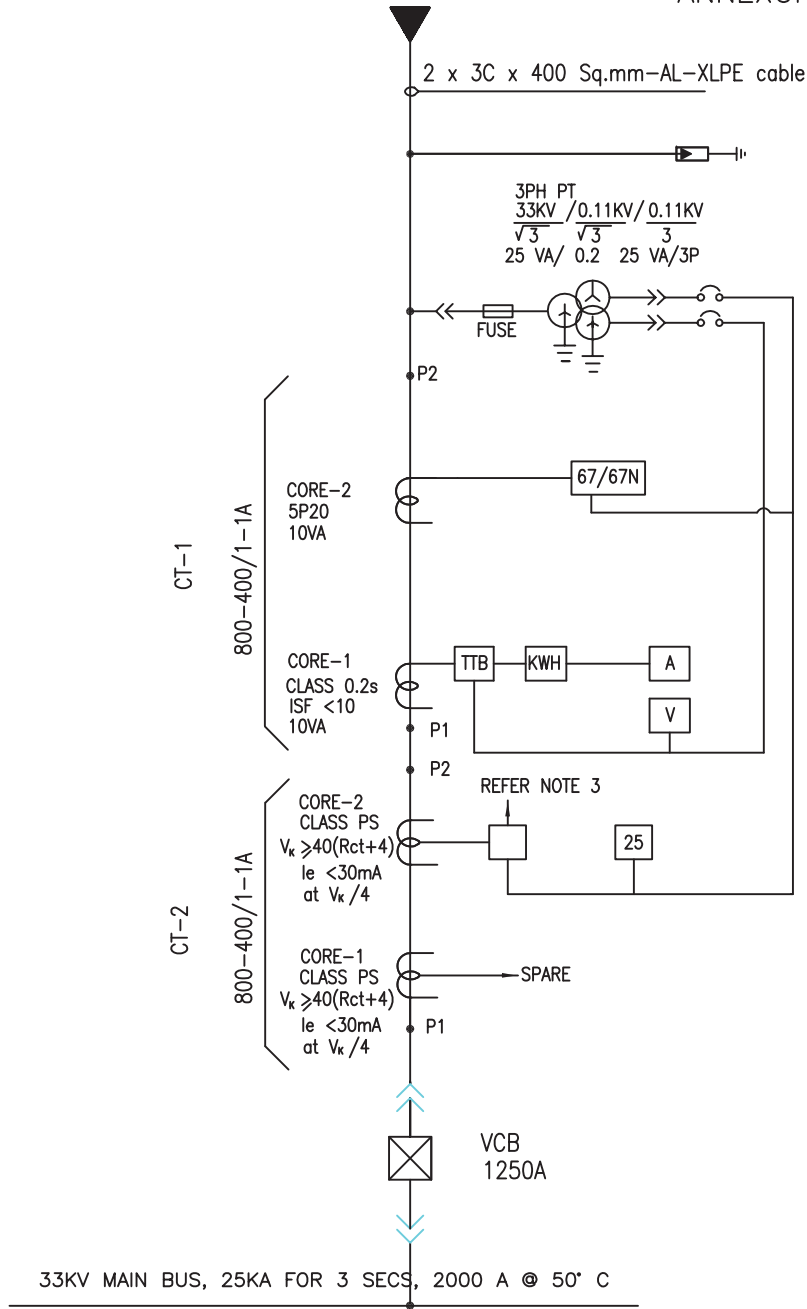 2 x 3C x 400 Sq.mm-AL-XLPE cable
3PH PT
33KV /0.11KV/ 0.11KV
√3 √3 3
25 VA/ 0.2 25 VA/3P
FUSE
P2
CT-1
800-400/1-1A
CORE-2
5P20
10VA
67/67N
CORE-1
CLASS 0.2s
ISF <10
10VA
TTB
KWH
A
V
P1
P2
CT-2
800-400/1-1A
CORE-2
CLASS PS
VK ⩾40(Rct+4)
Ie <30mA
at VK /4
REFER NOTE 3
25
CORE-1
CLASS PS
VK ⩾40(Rct+4)
Ie <30mA
at VK /4
SPARE
P1
VCB
1250A
33KV MAIN BUS, 25KA FOR 3 SECS, 2000 A @ 50° C